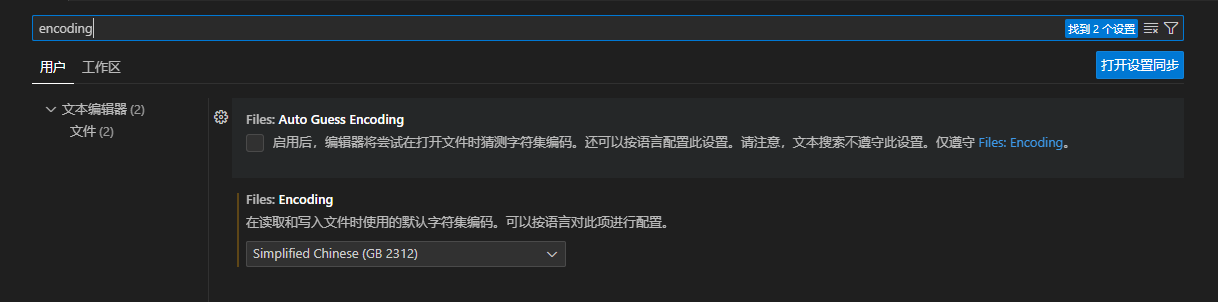 encoding
找到 2 个设置
用户
工作区
打开设置同步
文本编辑器 (2)
文件 (2)
Files: Auto Guess Encoding
启用后，编辑器将尝试在打开文件时猜测字符集编码。还可以按语言配置此设置。请注意，文本搜索不遵守此设置。仅遵守 Files: Encoding。
Files: Encoding
在读取和写入文件时使用的默认字符集编码。可以按语言对此项进行配置。
Simplified Chinese (GB 2312)